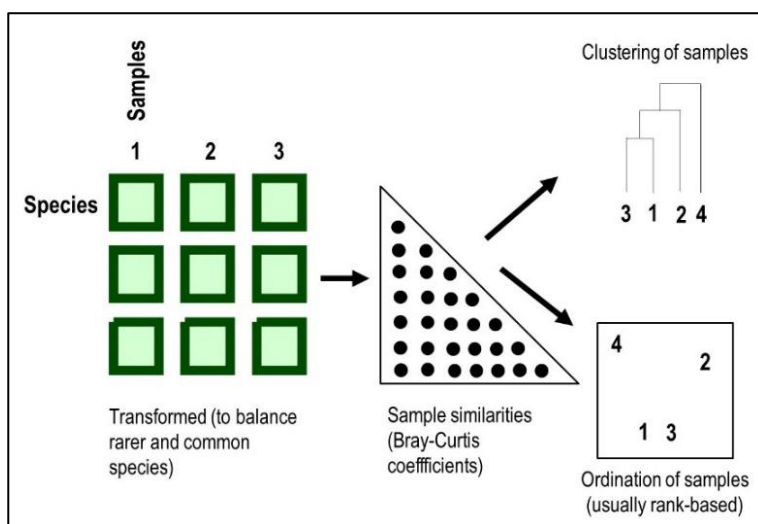 Samples
1 2 3
Species
Transformed (to balance
rarer and common
species)
Sample similarities
(Bray-Curtis
coeffficients)
Clustering of samples
3 1 2 4
4
2
1 3
Ordination of samples
(usually rank-based)